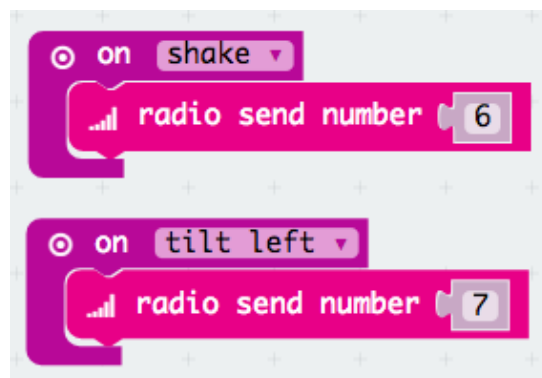 on shake
radio send number 6
on tilt left
radio send number 7